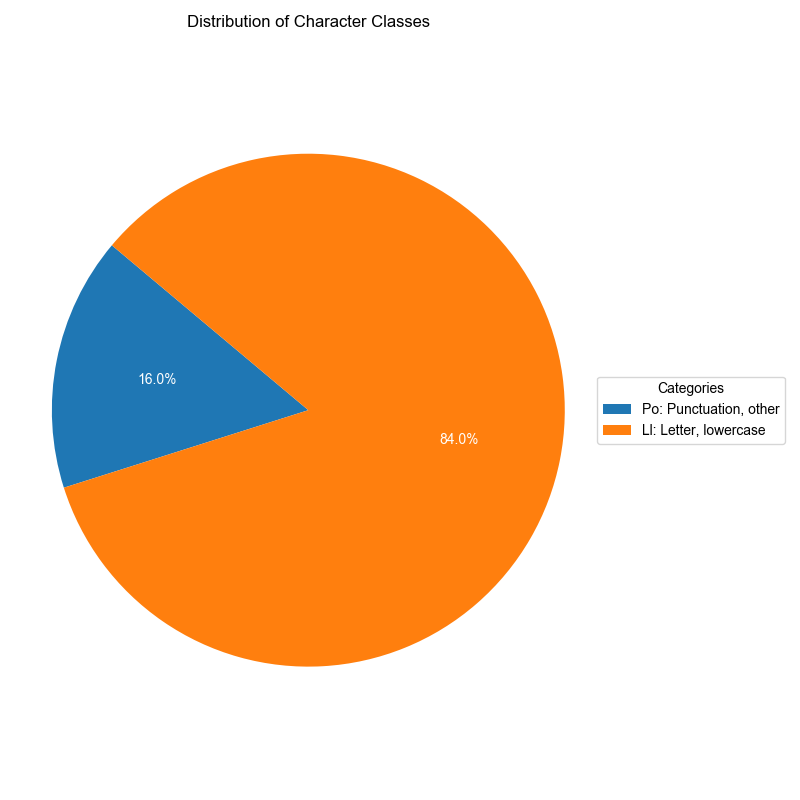 Distribution of Character Classes
16.0%
84.0%
Categories
Po: Punctuation, other
Ll: Letter, lowercase